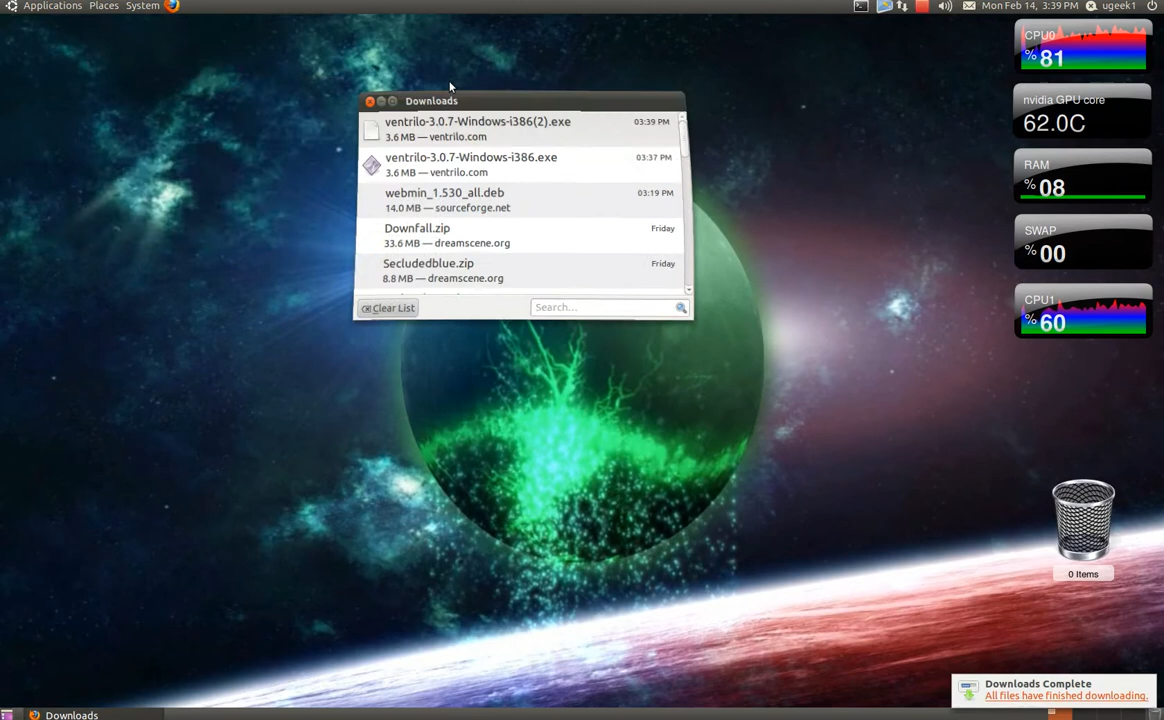 Applications Places System
Mon Feb 14, 3:39 PM ugeek1
Downloads
ventrilo-3.0.7-Windows-i386(2).exe 03:39 PM
3.6 MB — ventrilo.com
ventrilo-3.0.7-Windows-i386.exe 03:37 PM
3.6 MB — ventrilo.com
webmin_1.530_all.deb 03:19 PM
14.0 MB — sourceforge.net
Downfall.zip Friday
33.6 MB — dreamscene.org
Secludedblue.zip Friday
8.8 MB — dreamscene.org
Clear List
Search...
CPU0
% 81
nvidia GPU core
62.0C
RAM
% 08
SWAP
% 00
CPU1
% 60
0 Items
Downloads Complete
All files have finished downloading.
Downloads